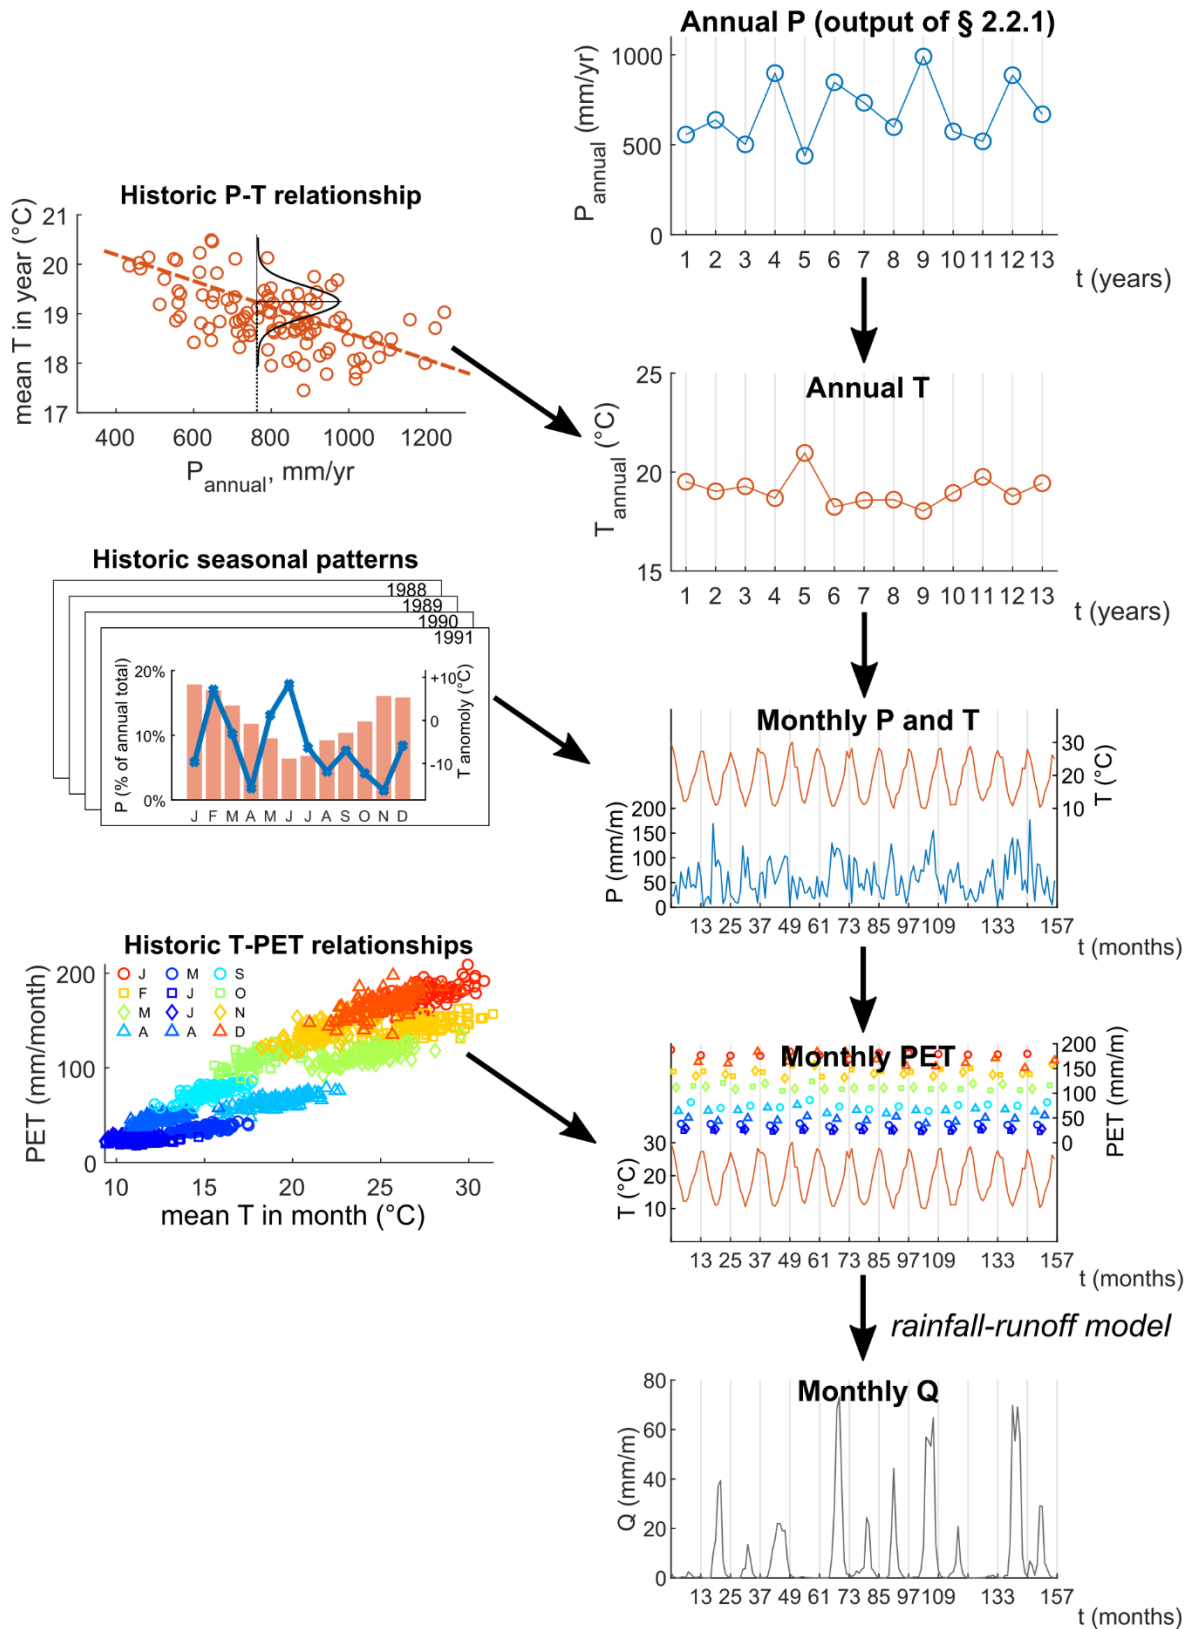 Annual P (output of § 2.2.1)
P annual (mm/yr)
1000
500
0
1 2 3 4 5 6 7 8 9 10 11 12 13
t (years)
Historic P-T relationship
mean T in year (°C)
21
20
19
18
17
400 600 800 1000 1200
P annual, mm/yr
Annual T
T annual (°C)
25
20
15
1 2 3 4 5 6 7 8 9 10 11 12 13
t (years)
Historic seasonal patterns
1988
1989
1990
1991
P (% of annual total)
20%
10%
0%
+10
0
-10
T anomoly (°C)
J F M A M J J A S O N D
Monthly P and T
30
20
10
T (°C)
P (mm/m)
200
150
100
50
0
13 25 37 49 61 73 85 97 109 133 157
t (months)
Historic T-PET relationships
PET (mm/month)
200
100
0
J M S
F J O
M J N
A A D
10 15 20 25 30
mean T in month (°C)
Monthly PET
200
150
100
50
0
PET (mm/m)
T (°C)
30
20
10
13 25 37 49 61 73 85 97 109 133 157
t (months)
rainfall-runoff model
Monthly Q
Q (mm/m)
80
60
40
20
0
13 25 37 49 61 73 85 97 109 133 157
t (months)